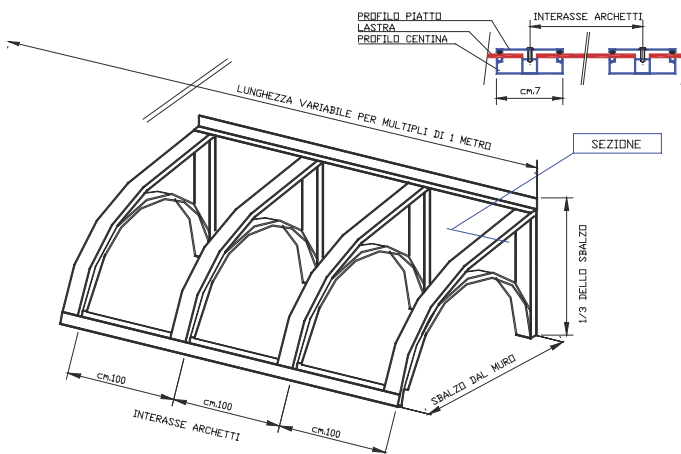 PROFILO PIATTO
LASTRA
PROFILO CENTINA
INTERASSE ARCHETTI
cm.7
LUNGHEZZA VARIABILE PER MULTIPLI DI 1 METRO
SEZIONE
1/3 DELLO SBALZO
SBALZO DAL MURO
cm.100
cm.100
cm.100
INTERASSE ARCHETTI